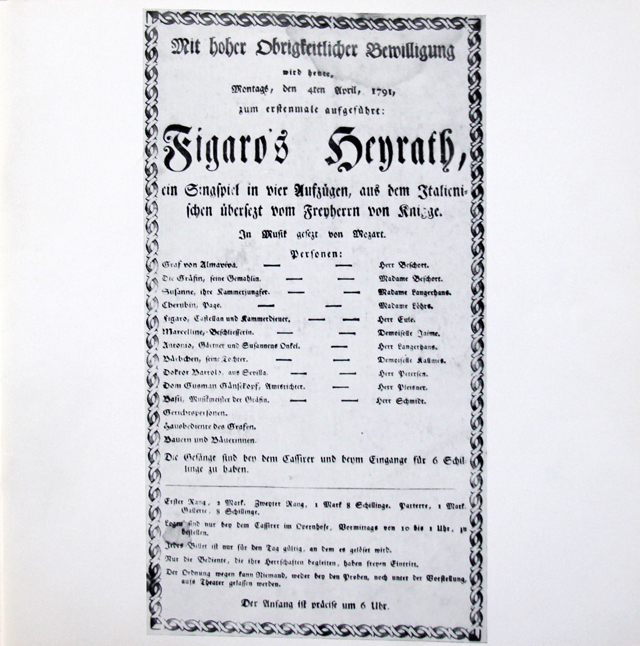 Mit hoher Obrigkeitlicher Bewilligung
wird heute,
Montags, den 4ten April, 1791,
zum erstenmale aufgeführt:
Figaro's Heyrath,
ein Singspiel in vier Aufzügen, aus dem Italieni-
schen übersezt vom Freyherrn von Knigge.
In Musik gesezt von Mozart.
Personen:
Graf von Almaviva. — — Herr Beschort.
Die Gräfin, seine Gemahlin. — — Madame Beschort.
Susanne, ihre Kammerjungfer. — — Madame Langerhans.
Cherubin, Page. — — Madame Löhrs.
Figaro, Castellan und Kammerdiener. — — Herr Eule.
Marcelline, Beschliesserin. — — Demoiselle Jaime.
Antonio, Gärtner und Susannens Onkel. — — Herr Langerhans.
Bärbchen, seine Tochter. — — Demoiselle Kalmes.
Doktor Bartolo, aus Sevilla. — — Herr Petersen.
Dom Gusman Gänsekopf, Amtsrichter. — — Herr Pleisner.
Basil, Musikmeister der Gräfin. — — Herr Schmidt.
Gerichtspersonen.
Hausbediente des Grafen.
Bauern und Bäuerinnen.
Die Gesänge sind bey dem Cassirer und beym Eingange für 6 Schil-
linge zu haben.
Erster Rang, 2 Mark. Zweyter Rang, 1 Mark 8 Schillinge. Parterre, 1 Mark.
Gallerie, 8 Schillinge.
Logen sind nur bey dem Cassirer im Opernhofe, Vormittags von 10 bis 1 Uhr, zu
bestellen.
Jedes Billet ist nur für den Tag gültig, an dem es gelöset wird.
Nur die Bediente, die ihre Herrschaften begleiten, haben freyen Eintritt.
Der Ordnung wegen kann Niemand, weder bey den Proben, noch unter der Vorstellung,
aufs Theater gelassen werden.
Der Anfang ist präcise um 6 Uhr.